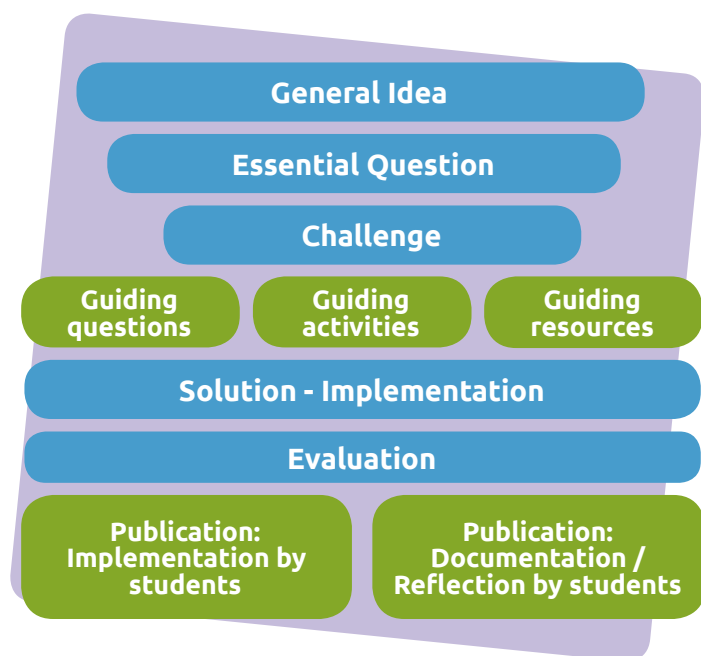 General Idea
Essential Question
Challenge
Guiding
questions
Guiding
activities
Guiding
resources
Solution - Implementation
Evaluation
Publication:
Implementation by
students
Publication:
Documentation /
Reflection by students